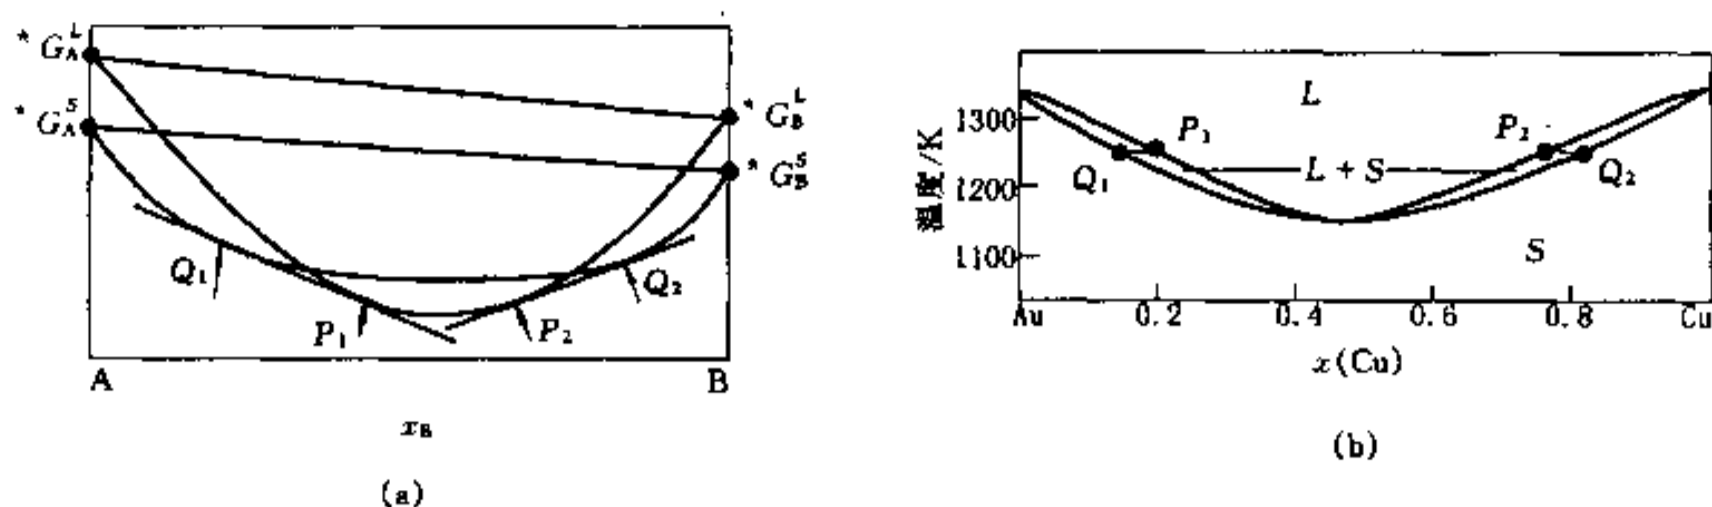 * G_A^L
* G_A^S
* G_B^L
* G_B^S
Q₁
P₁
P₂
Q₂
A
B
x_B
(a)
温度/K
1300
1200
1100
L
P₁
P₂
Q₁
L + S
Q₂
S
Au
0.2
0.4
0.6
0.8
Cu
x(Cu)
(b)